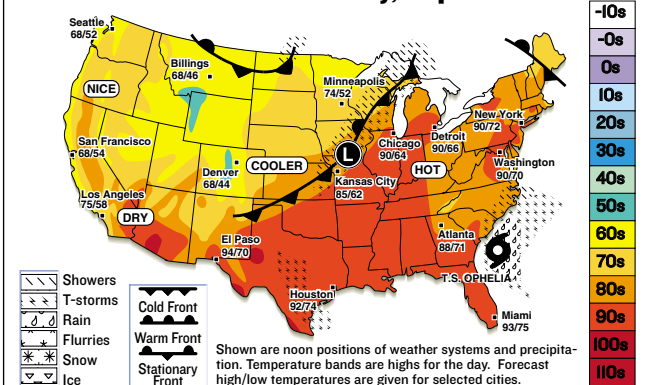 Seattle
68/52
Billings
68/46
Minneapolis
74/52
NICE
New York
90/72
San Francisco
68/54
Chicago
90/64
Detroit
90/66
Denver
68/44
COOLER
L
HOT
Washington
90/70
Kansas City
85/62
Los Angeles
75/58
DRY
El Paso
94/70
Atlanta
88/71
T.S. OPHELIA
Houston
92/74
Miami
93/75
Showers
T-storms
Rain
Flurries
Snow
Ice
Cold Front
Warm Front
Stationary
Front
Shown are noon positions of weather systems and precipita-
tion. Temperature bands are highs for the day. Forecast
high/low temperatures are given for selected cities.
-10s
-0s
0s
10s
20s
30s
40s
50s
60s
70s
80s
90s
100s
110s